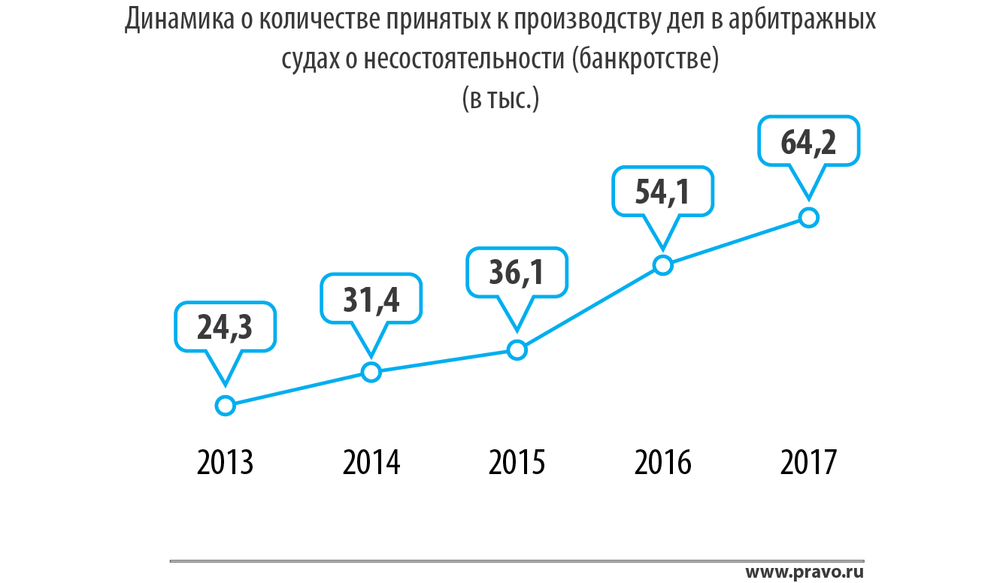 Динамика о количестве принятых к производству дел в арбитражных
судах о несостоятельности (банкротстве)
(в тыс.)
64,2
54,1
36,1
31,4
24,3
2013 2014 2015 2016 2017
www.pravo.ru